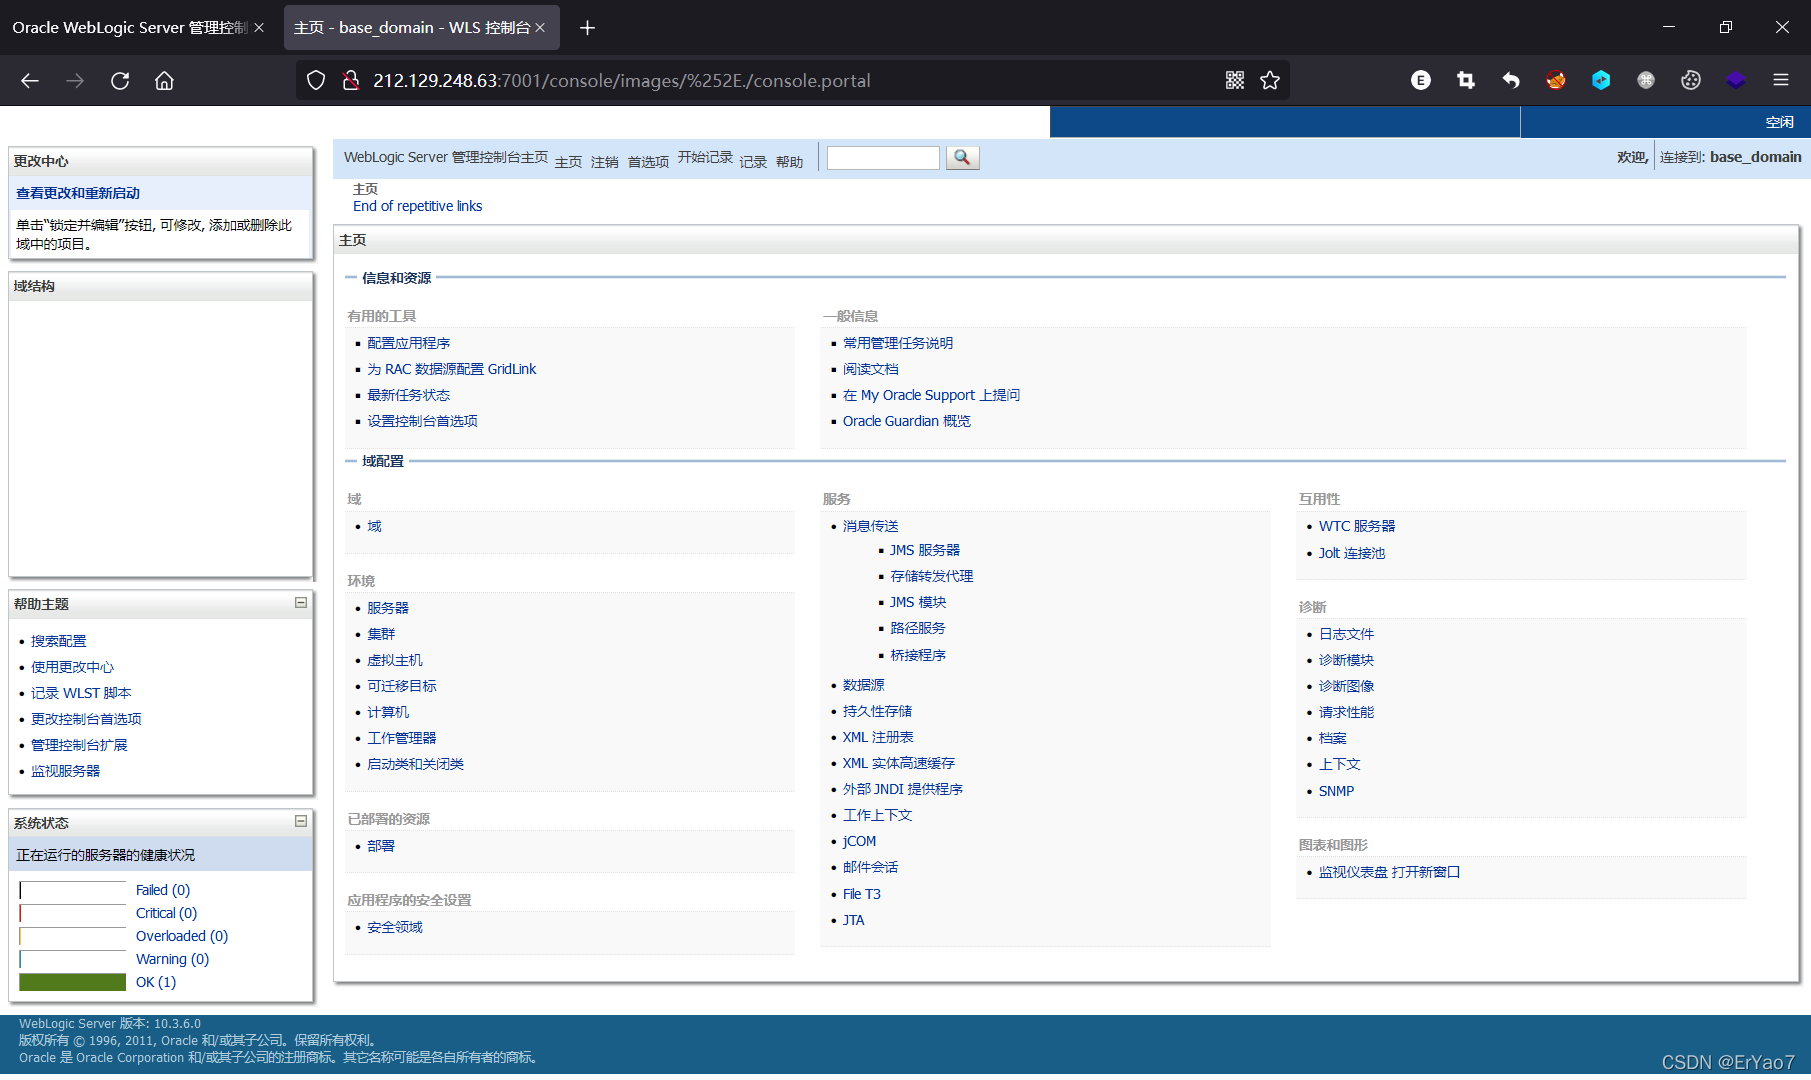 Oracle WebLogic Server 管理控制
主页 - base_domain - WLS 控制台
212.129.248.63:7001/console/images/%252E./console.portal
E
空闲
更改中心
查看更改和重新启动
单击“锁定并编辑”按钮, 可修改, 添加或删除此
域中的项目。
域结构
帮助主题
搜索配置
使用更改中心
记录 WLST 脚本
更改控制台首选项
管理控制台扩展
监视服务器
系统状态
正在运行的服务器的健康状况
Failed (0)
Critical (0)
Overloaded (0)
Warning (0)
OK (1)
WebLogic Server 管理控制台主页 主页 注销 首选项 开始记录 记录 帮助
欢迎, 连接到: base_domain
主页
End of repetitive links
主页
信息和资源
有用的工具
配置应用程序
为 RAC 数据源配置 GridLink
最新任务状态
设置控制台首选项
一般信息
常用管理任务说明
阅读文档
在 My Oracle Support 上提问
Oracle Guardian 概览
域配置
域
域
环境
服务器
集群
虚拟主机
可迁移目标
计算机
工作管理器
启动类和关闭类
已部署的资源
部署
应用程序的安全设置
安全领域
服务
消息传送
JMS 服务器
存储转发代理
JMS 模块
路径服务
桥接程序
数据源
持久性存储
XML 注册表
XML 实体高速缓存
外部 JNDI 提供程序
工作上下文
jCOM
邮件会话
File T3
JTA
互用性
WTC 服务器
Jolt 连接池
诊断
日志文件
诊断模块
诊断图像
请求性能
档案
上下文
SNMP
图表和图形
监视仪表盘 打开新窗口
WebLogic Server 版本: 10.3.6.0
版权所有 © 1996, 2011, Oracle 和/或其子公司。保留所有权利。
Oracle 是 Oracle Corporation 和/或其子公司的注册商标。其它名称可能是各自所有者的商标。
CSDN @ErYao7